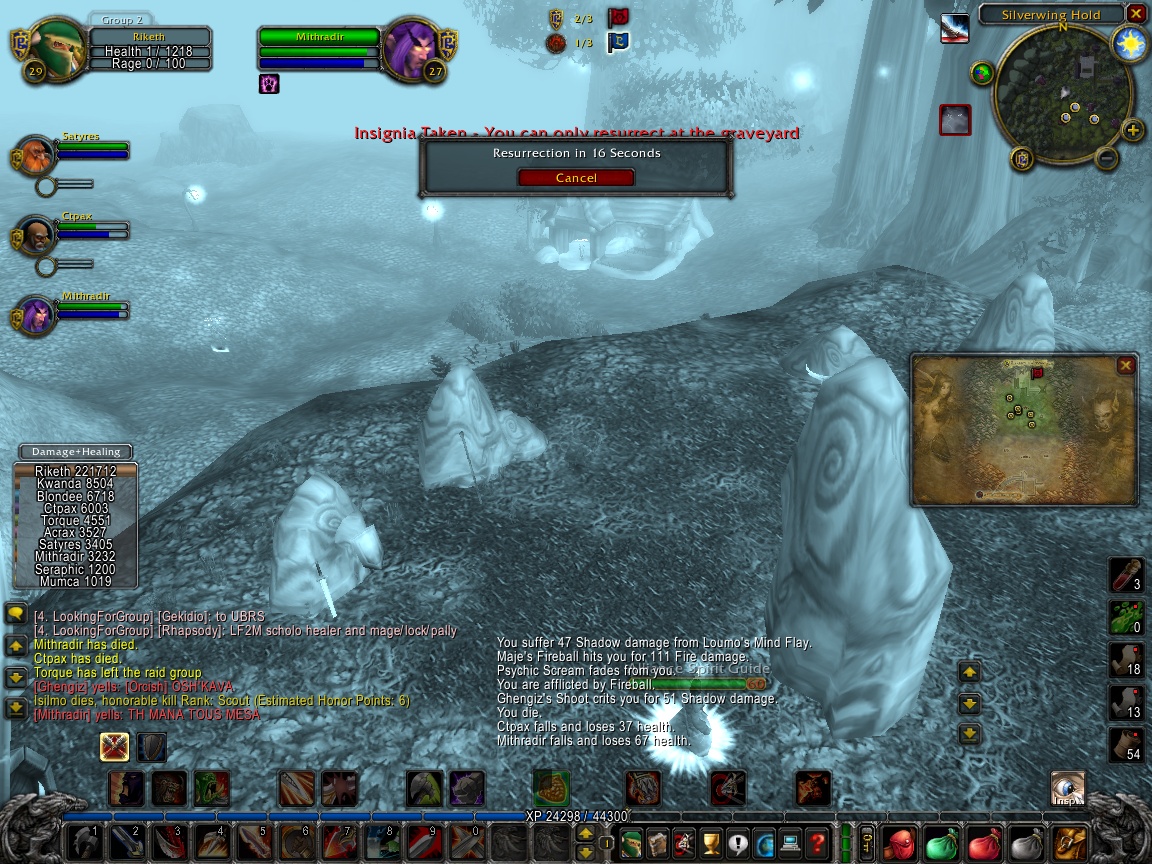 Group 2
Riketh
Health 1 / 1218
Rage 0 / 100
29
Mithradir
27
2/3
1/3
Silverwing Hold
N
Insignia Taken - You can only resurrect at the graveyard
Resurrection in 16 Seconds
Cancel
Satyres
Ctpax
Mithradir
Damage+Healing
Riketh 221712
Kwanda 8504
Blondee 6718
Ctpax 6003
Torque 4551
Acrax 3527
Satyres 3405
Mithradir 3232
Seraphic 1200
Mumca 1019
[4. LookingForGroup] [Gekidio]: to UBRS
[4. LookingForGroup] [Rhapsody]: LF2M scholo healer and mage/lock/pally
Mithradir has died.
Ctpax has died.
Torque has left the raid group
[Ghengiz] yells: [Orcish] OSH'KAVA
Isilmo dies, honorable kill Rank: Scout (Estimated Honor Points: 6)
[Mithradir] yells: TH MANA TOUS MESA
You suffer 47 Shadow damage from Loumo's Mind Flay.
Maje's Fireball hits you for 111 Fire damage.
Psychic Scream fades from you.
Spirit Guide
You are afflicted by Fireball.
60
Ghengiz's Shoot crits you for 51 Shadow damage.
You die.
Ctpax falls and loses 37 health.
Mithradir falls and loses 67 health.
3
0
18
13
54
Insp
XP 24298 / 44300
1
2
3
4
5
6
7
8
9
0
1